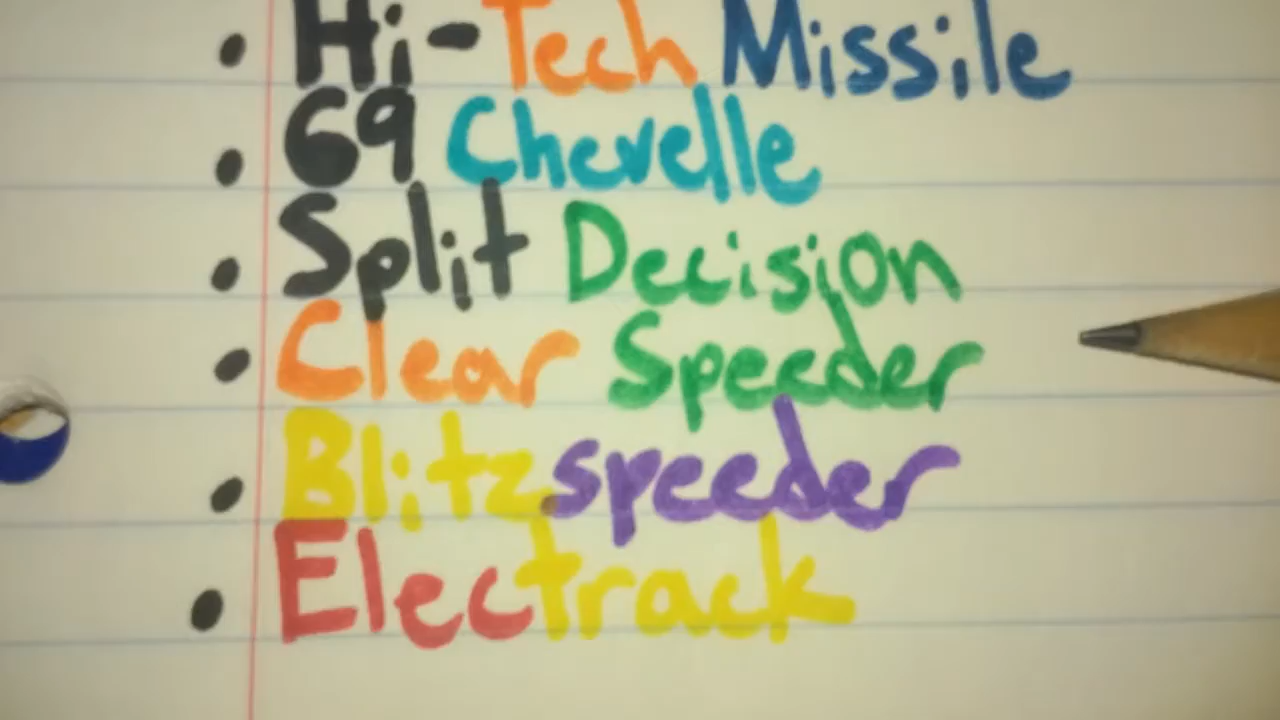 • Hi-Tech Missile
• 69 Chevelle
• Split Decision
• Clear Speeder
• Blitzspeeder
• Electrack